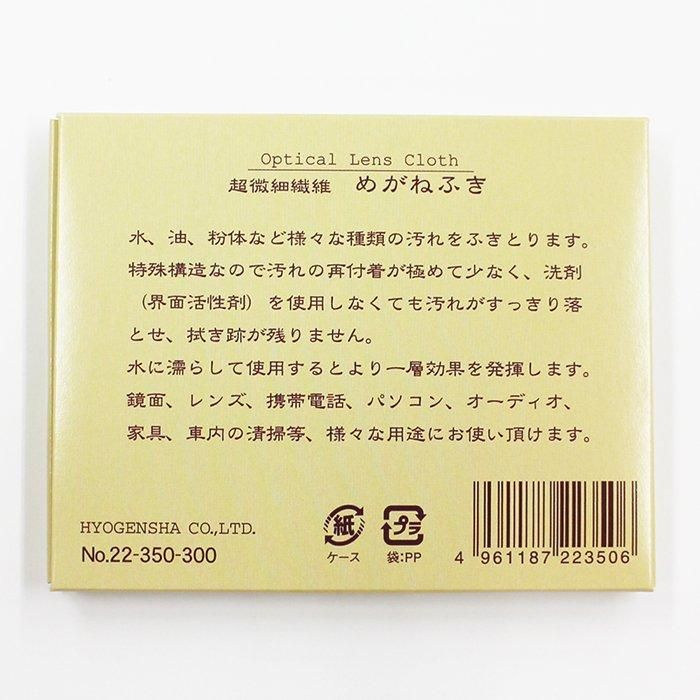 Optical Lens Cloth
超微細繊維 めがねふき
水、油、粉体など様々な種類の汚れをふきとります。
特殊構造なので汚れの再付着が極めて少なく、洗剤
（界面活性剤）を使用しなくても汚れがすっきり落
とせ、拭き跡が残りません。
水に濡らして使用するとより一層効果を発揮します。
鏡面、レンズ、携帯電話、パソコン、オーディオ、
家具、車内の清掃等、様々な用途にお使い頂けます。
HYOGENSHA CO.,LTD.
No.22-350-300
紙
ケース
プラ
袋:PP
4 961187 223506